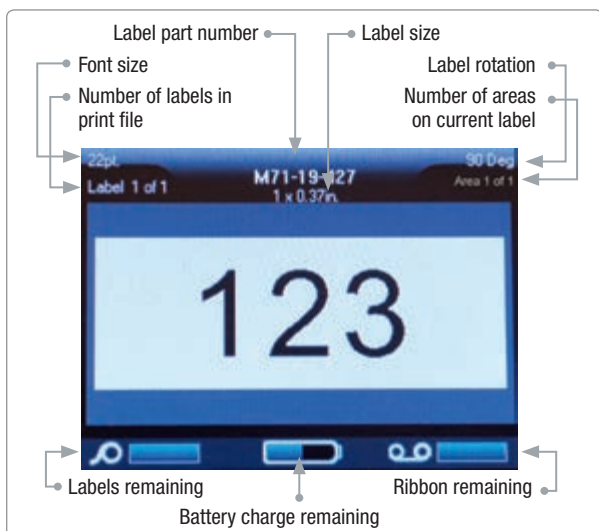 Label part number
Label size
Font size
Label rotation
Number of labels in
print file
Number of areas
on current label
22pt.
90 Deg
Label 1 of 1
M71-19-427
Area 1 of 1
1 x 0.37in.
123
Labels remaining
Ribbon remaining
Battery charge remaining